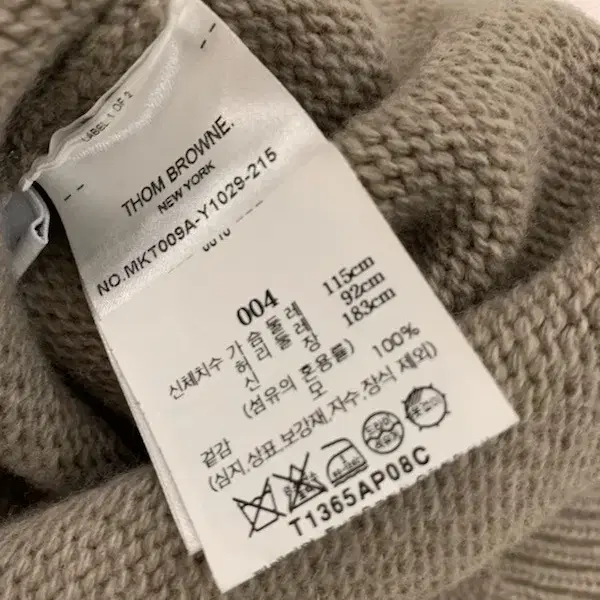 LABEL 1 OF 2
THOM BROWNE.
NEW YORK
NO.MKT009A-Y1029-215
004
신체치수 가슴둘레 115cm
허리둘레 92cm
신장 183cm
(섬유의 혼용률)
겉감 모 100%
(심지,상표,보강재,자수,장식 제외)
T1365AP08C